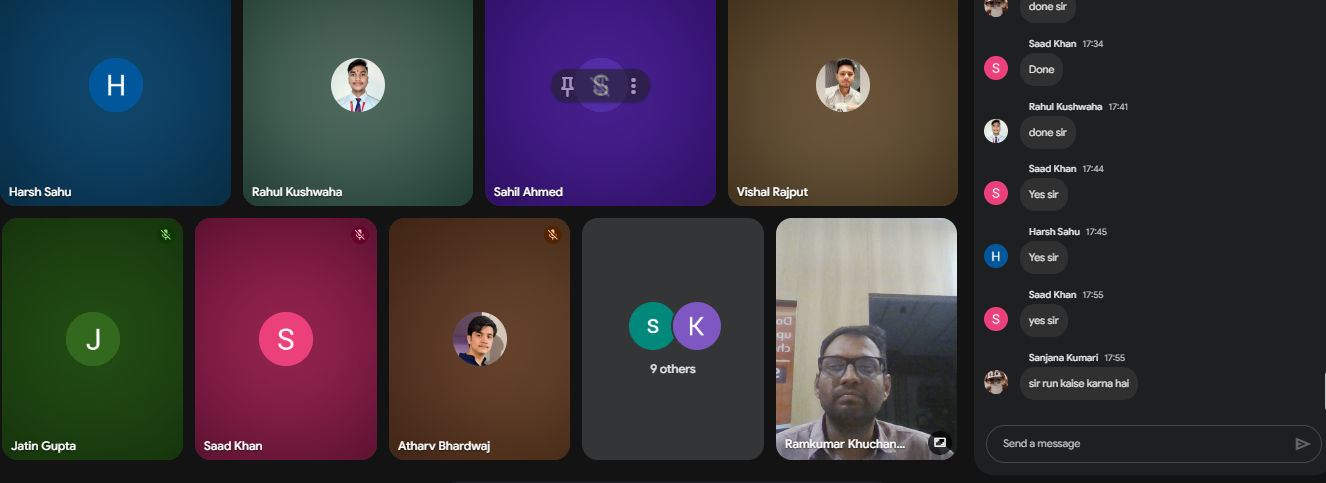 H
Harsh Sahu
Rahul Kushwaha
S
Sahil Ahmed
Vishal Rajput
J
Jatin Gupta
S
Saad Khan
Atharv Bhardwaj
S K
9 others
Ramkumar Khuchan...
done sir
Saad Khan 17:34
S
Done
Rahul Kushwaha 17:41
done sir
Saad Khan 17:44
S
Yes sir
Harsh Sahu 17:45
H
Yes sir
Saad Khan 17:55
S
yes sir
Sanjana Kumari 17:55
sir run kaise karna hai
Send a message